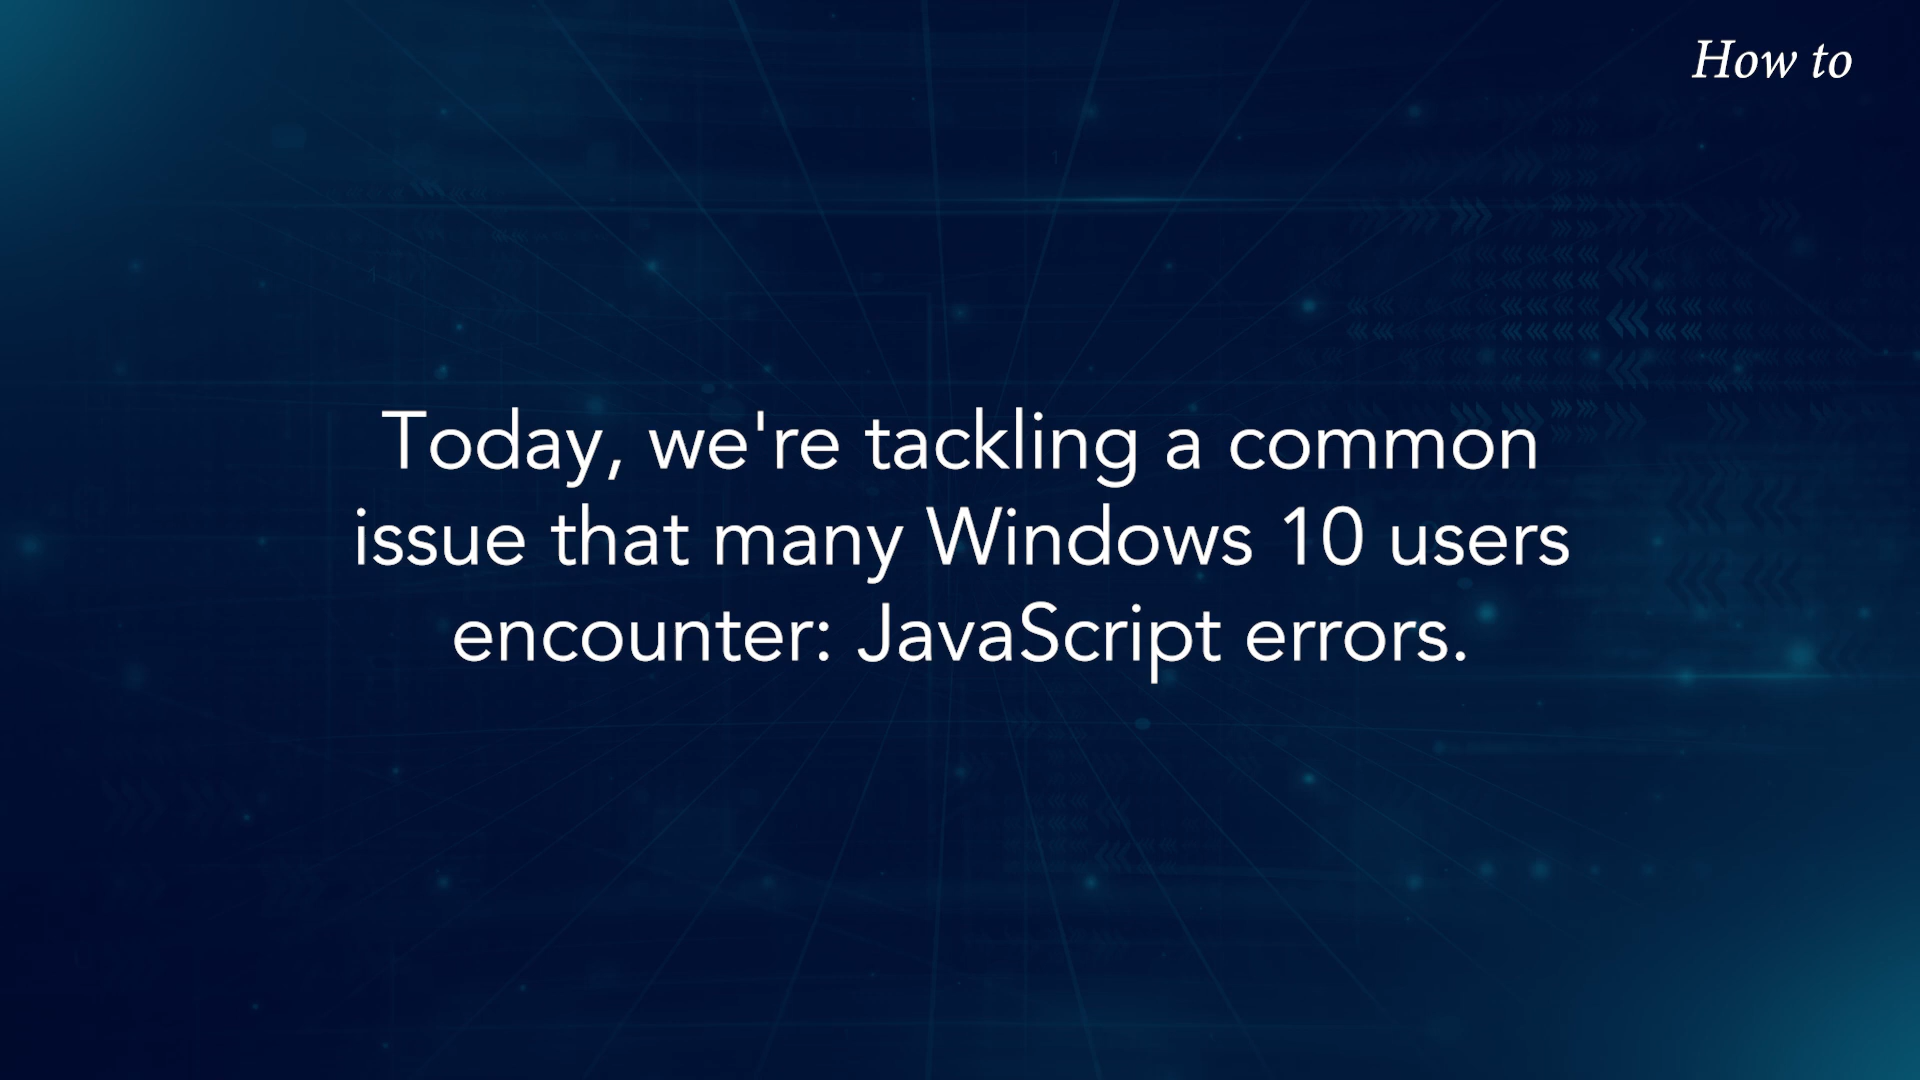 How to
Today, we're tackling a common
issue that many Windows 10 users
encounter: JavaScript errors.